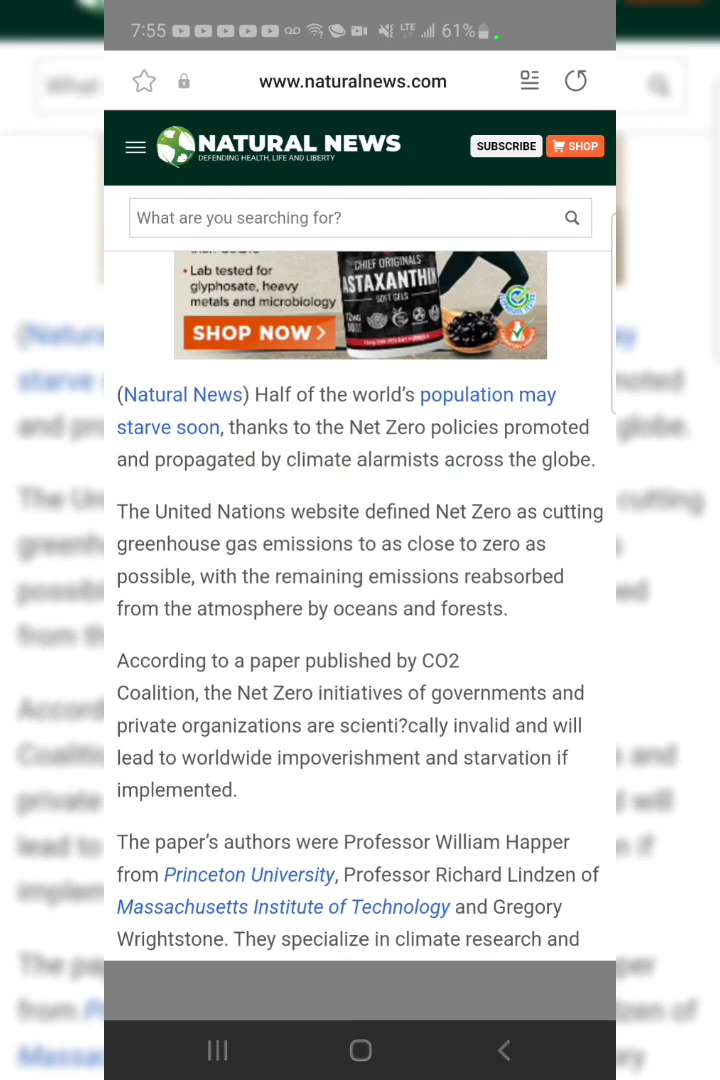 7:55 LTE 61%
www.naturalnews.com
NATURAL NEWS
DEFENDING HEALTH, LIFE AND LIBERTY
SUBSCRIBE
SHOP
What are you searching for?
• Lab tested for
glyphosate, heavy
metals and microbiology
SHOP NOW >
CHIEF ORIGINALS
ASTAXANTHIN
SOFT GELS
(Natural News) Half of the world's population may
starve soon, thanks to the Net Zero policies promoted
and propagated by climate alarmists across the globe.
The United Nations website defined Net Zero as cutting
greenhouse gas emissions to as close to zero as
possible, with the remaining emissions reabsorbed
from the atmosphere by oceans and forests.
According to a paper published by CO2
Coalition, the Net Zero initiatives of governments and
private organizations are scienti?cally invalid and will
lead to worldwide impoverishment and starvation if
implemented.
The paper's authors were Professor William Happer
from Princeton University, Professor Richard Lindzen of
Massachusetts Institute of Technology and Gregory
Wrightstone. They specialize in climate research and